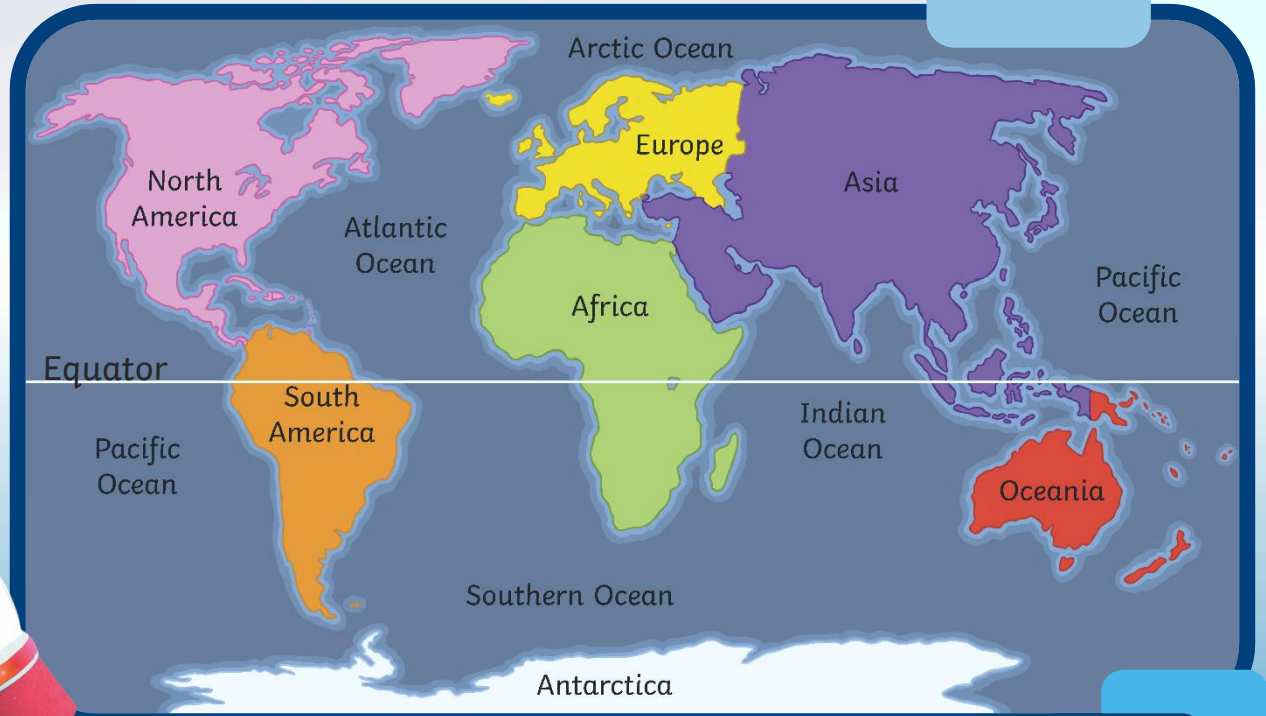 Arctic Ocean
Europe
North
America
Asia
Atlantic
Ocean
Pacific
Ocean
Africa
Equator
South
America
Indian
Ocean
Pacific
Ocean
Oceania
Southern Ocean
Antarctica